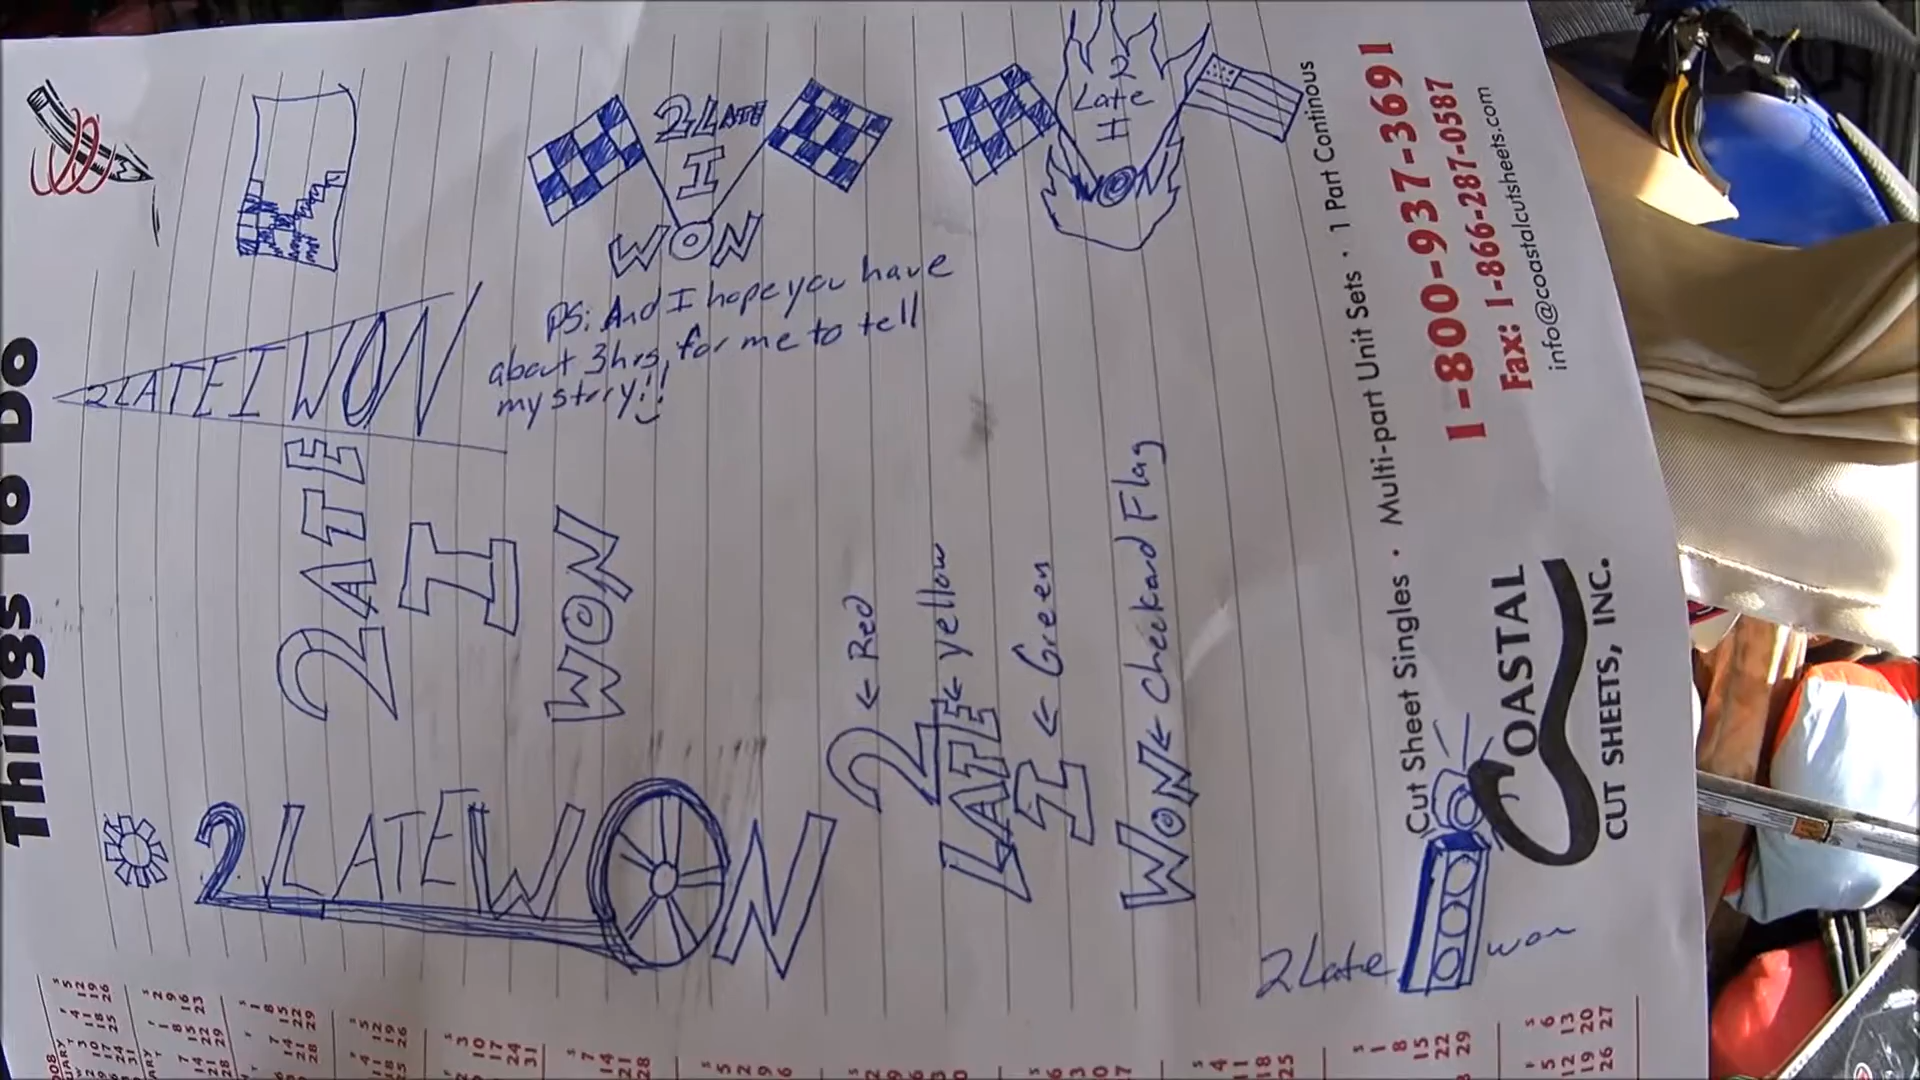 Things To Do
2LATEIWON
2LATE
I
WON
PS: And I hope you have
about 3hrs, for me to tell
my story!!
2
Late
I
2ATE
I
WON
2LATEWON
2 ← Red
LATE ← yellow
I ← Green
WON ← Checkard Flag
2Late won
Cut Sheet Singles · Multi-part Unit Sets · 1 Part Continous
COASTAL
CUT SHEETS, INC.
1-800-937-3691
Fax: 1-866-287-0587
info@coastalcutsheets.com